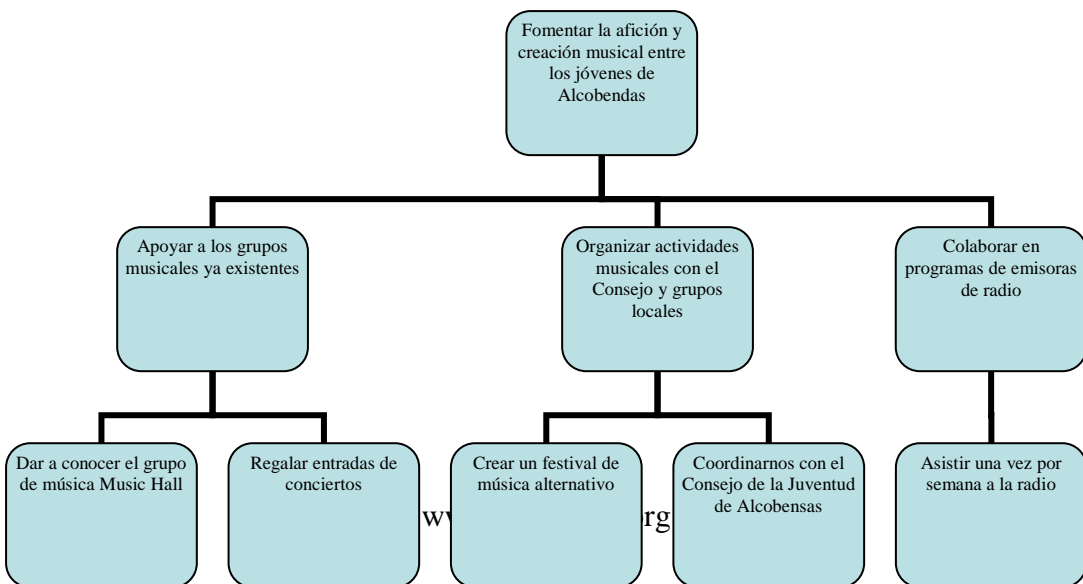 Fomentar la afición y
creación musical entre
los jóvenes de
Alcobendas
Apoyar a los grupos
musicales ya existentes
Organizar actividades
musicales con el
Consejo y grupos
locales
Colaborar en
programas de emisoras
de radio
Dar a conocer el grupo
de música Music Hall
Regalar entradas de
conciertos
Crear un festival de
música alternativo
Coordinarnos con el
Consejo de la Juventud
de Alcobensas
Asistir una vez por
semana a la radio